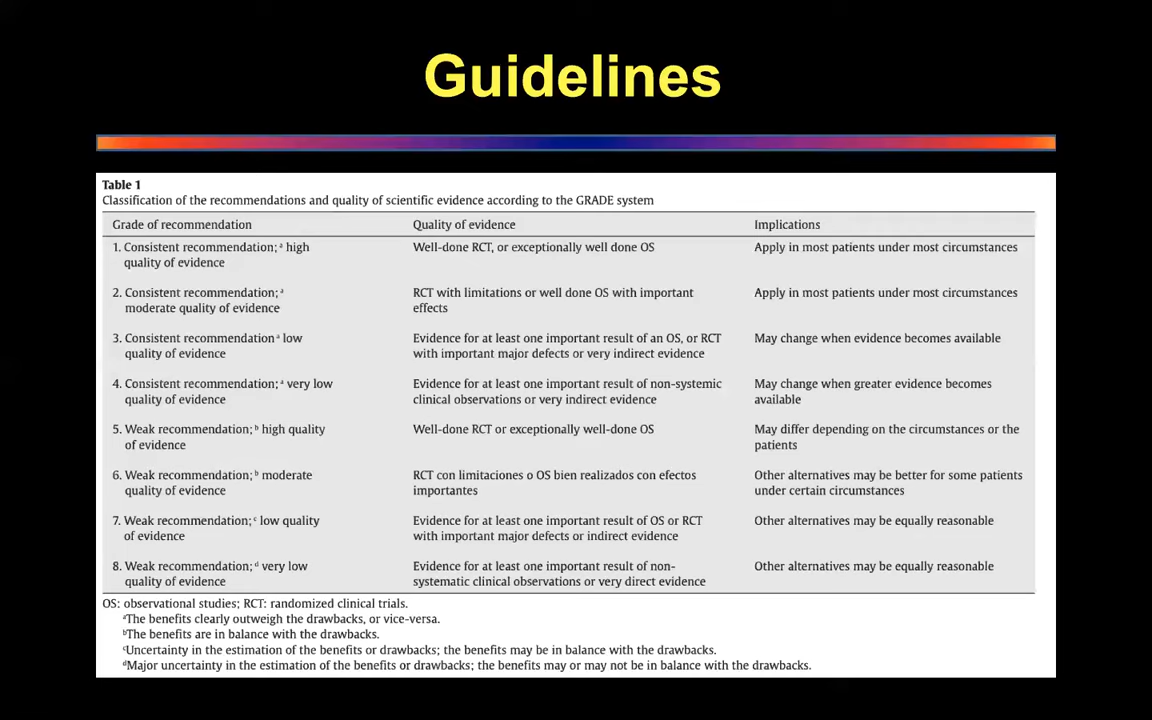 Guidelines
Table 1
Classification of the recommendations and quality of scientific evidence according to the GRADE system
Grade of recommendation Quality of evidence Implications
1. Consistent recommendation; a high Well-done RCT, or exceptionally well done OS Apply in most patients under most circumstances
quality of evidence
2. Consistent recommendation; a RCT with limitations or well done OS with important Apply in most patients under most circumstances
moderate quality of evidence effects
3. Consistent recommendation a low Evidence for at least one important result of an OS, or RCT May change when evidence becomes available
quality of evidence with important major defects or very indirect evidence
4. Consistent recommendation; a very low Evidence for at least one important result of non-systemic May change when greater evidence becomes
quality of evidence clinical observations or very indirect evidence available
5. Weak recommendation; b high quality Well-done RCT or exceptionally well-done OS May differ depending on the circumstances or the
of evidence patients
6. Weak recommendation; b moderate RCT con limitaciones o OS bien realizados con efectos Other alternatives may be better for some patients
quality of evidence importantes under certain circumstances
7. Weak recommendation; c low quality Evidence for at least one important result of OS or RCT Other alternatives may be equally reasonable
of evidence with important major defects or indirect evidence
8. Weak recommendation; d very low Evidence for at least one important result of non- Other alternatives may be equally reasonable
quality of evidence systematic clinical observations or very direct evidence
OS: observational studies; RCT: randomized clinical trials.
aThe benefits clearly outweigh the drawbacks, or vice-versa.
bThe benefits are in balance with the drawbacks.
cUncertainty in the estimation of the benefits or drawbacks; the benefits may be in balance with the drawbacks.
dMajor uncertainty in the estimation of the benefits or drawbacks; the benefits may or may not be in balance with the drawbacks.